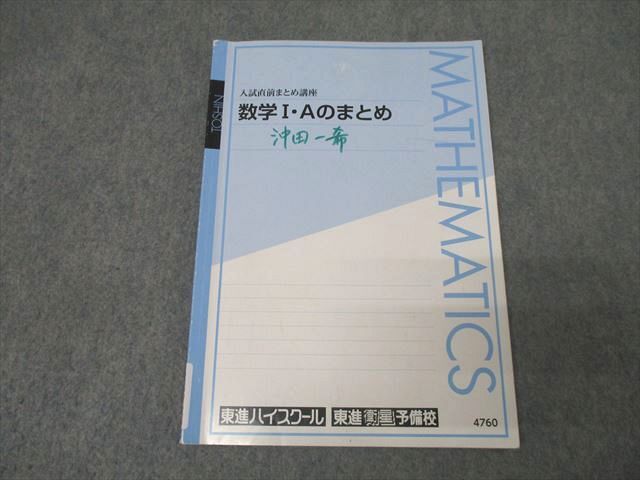 入試直前まとめ講座
数学Ⅰ・Aのまとめ
沖田一希
TOSHIN
MATHEMATICS
東進ハイスクール 東進衛星予備校
4760